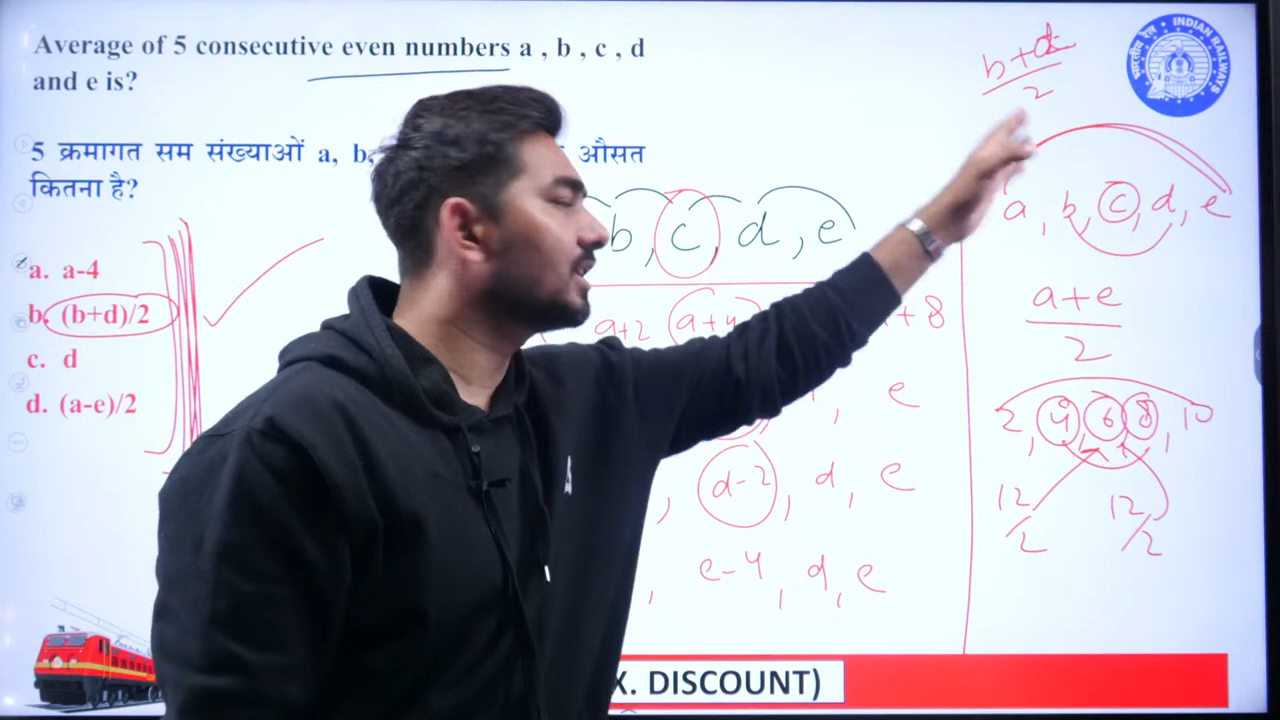 Average of 5 consecutive even numbers a , b , c , d
and e is?
5 क्रमागत सम संख्याओं a, b, औसत
कितना है?
a. a-4
b. (b+d)/2
c. d
d. (a-e)/2
b, c, d, e
a+2 a+4 + 8
, e
, d-2, d, e
, e-4, d, e
b+d
2
a, b, c, d, e
a+e
2
2, 4, 6, 8, 10
12/2 12/2
भारतीय रेल INDIAN RAILWAYS
X. DISCOUNT)